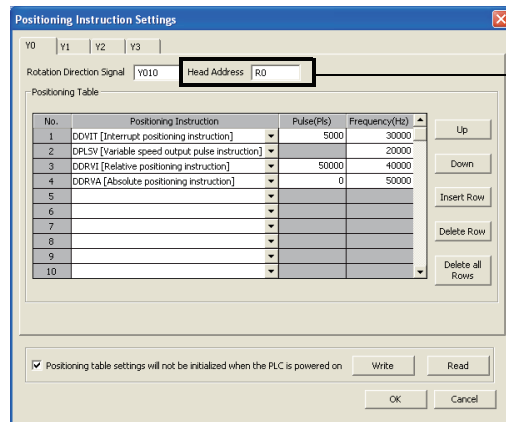 Positioning Instruction Settings
Y0 Y1 Y2 Y3
Rotation Direction Signal Y010 Head Address R0
Positioning Table
No. Positioning Instruction Pulse(Pls) Frequency(Hz)
1 DDVIT [Interrupt positioning instruction] 5000 30000
2 DPLSV [Variable speed output pulse instruction] 20000
3 DDRVI [Relative positioning instruction] 50000 40000
4 DDRVA [Absolute positioning instruction] 0 50000
5
6
7
8
9
10
Up
Down
Insert Row
Delete Row
Delete all
Rows
Positioning table settings will not be initialized when the PLC is powered on Write Read
OK Cancel